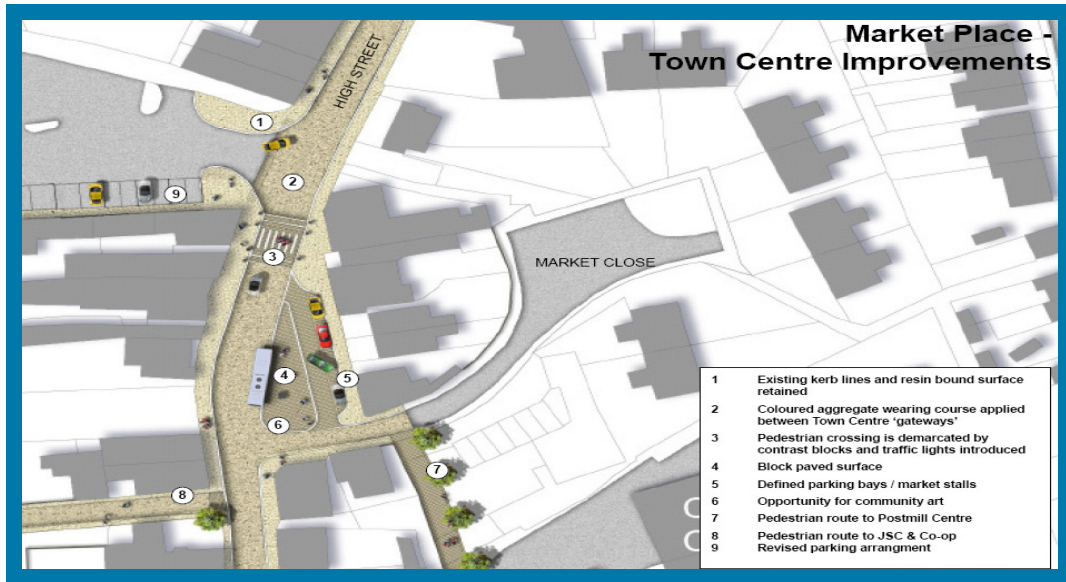 Market Place -
Town Centre Improvements
HIGH STREET
1
2
9
3
MARKET CLOSE
4
5
6
7
8
1 Existing kerb lines and resin bound surface
retained
2 Coloured aggregate wearing course applied
between Town Centre ‘gateways’
3 Pedestrian crossing is demarcated by
contrast blocks and traffic lights introduced
4 Block paved surface
5 Defined parking bays / market stalls
6 Opportunity for community art
7 Pedestrian route to Postmill Centre
8 Pedestrian route to JSC & Co-op
9 Revised parking arrangment